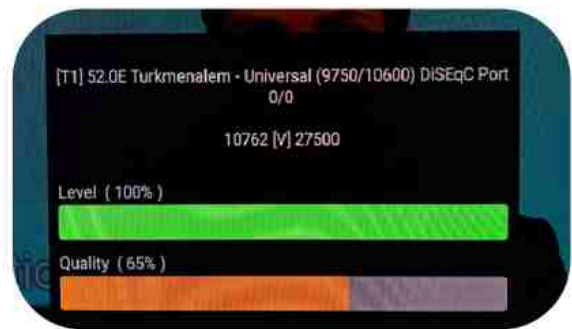 [T1] 52.0E Turkmenalem - Universal (9750/10600) DiSEqC Port
0/0
10762 [V] 27500
Level ( 100% )
Quality ( 65% )